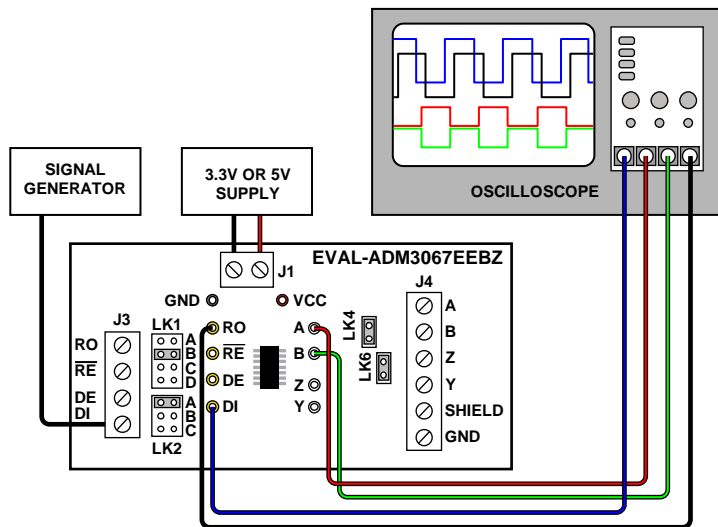 SIGNAL
GENERATOR
3.3V OR 5V
SUPPLY
OSCILLOSCOPE
EVAL-ADM3067EEBZ
J1
J4
GND
VCC
J3
RO
RE
DE
DI
LK1
A
B
C
D
A
B
C
LK2
RO
RE
DE
DI
A
B
Z
Y
LK4
LK6
A
B
Z
Y
SHIELD
GND